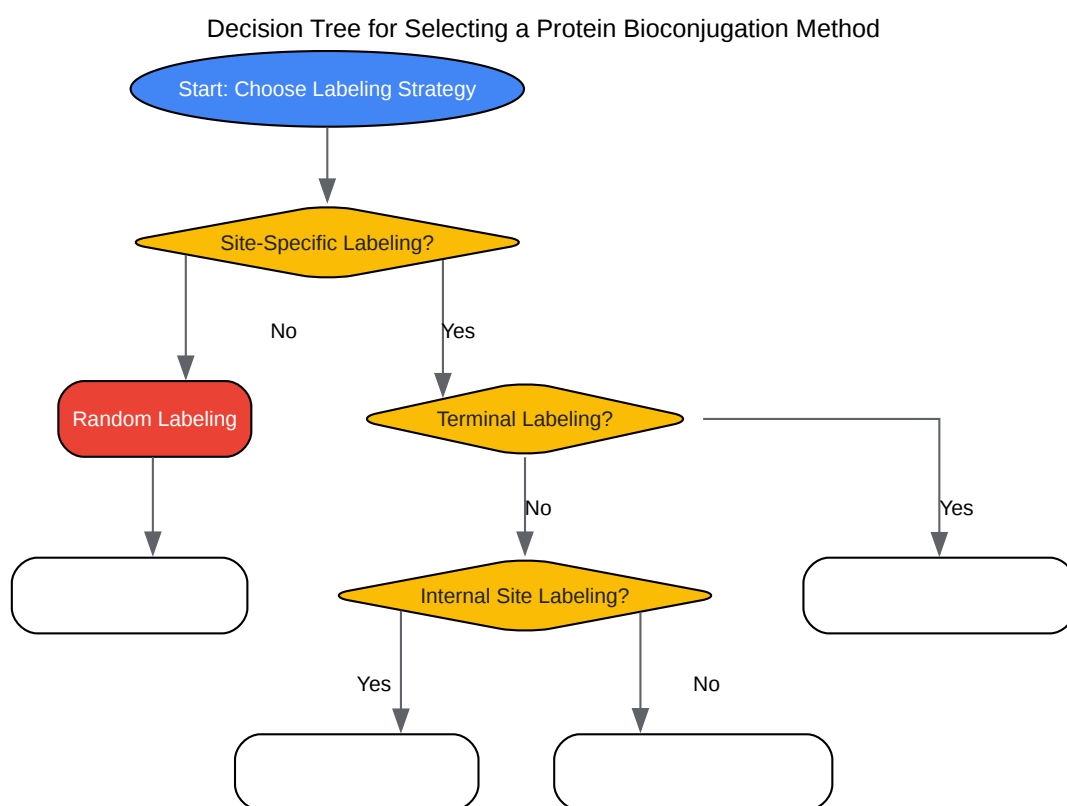 Decision Tree for Selecting a Protein Bioconjugation Method
Start: Choose Labeling Strategy
Site-Specific Labeling?
No
Yes
Random Labeling
Terminal Labeling?
No
Yes
Internal Site Labeling?
Yes
No